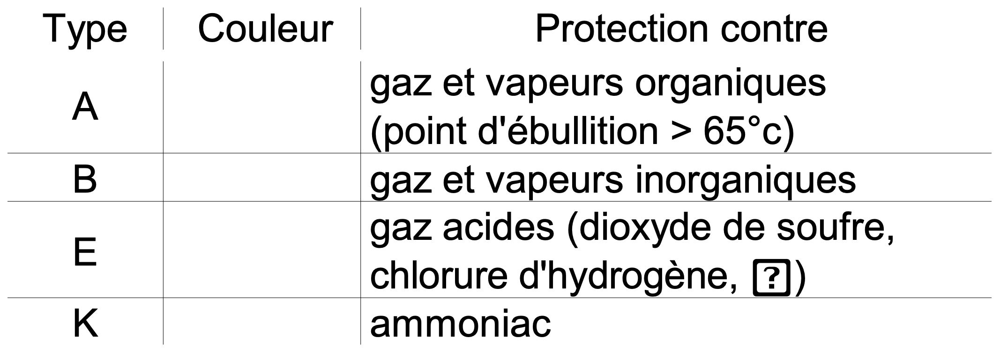 Type Couleur Protection contre
A
gaz et vapeurs organiques
(point d'ébullition > 65°c)
B gaz et vapeurs inorganiques
E
gaz acides (dioxyde de soufre,
chlorure d'hydrogène, ?)
K ammoniac